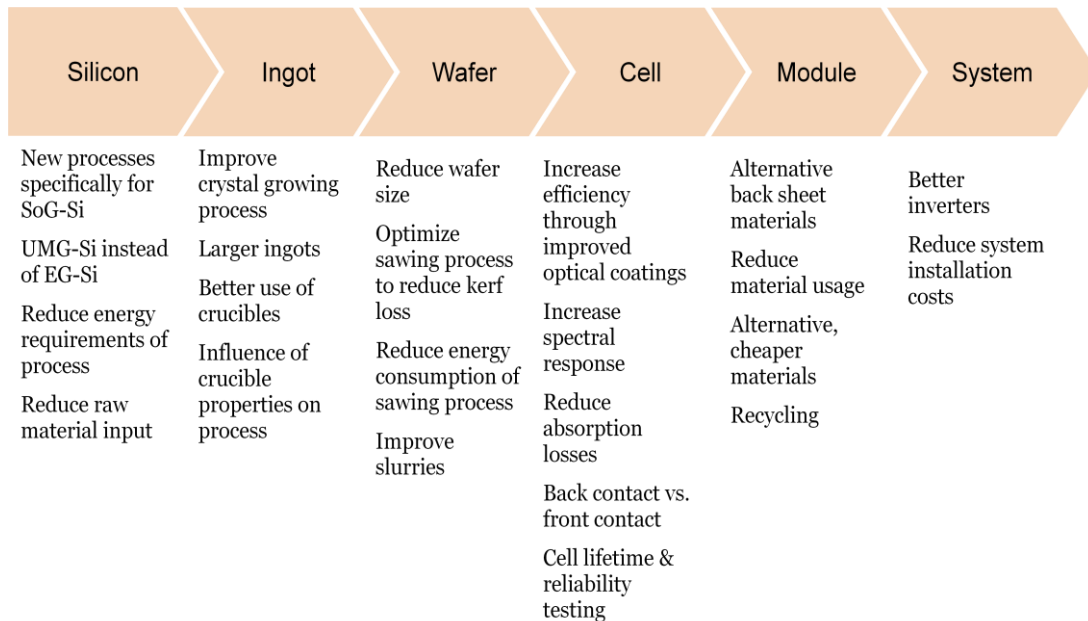 Silicon
Ingot
Wafer
Cell
Module
System
New processes
specifically for
SoG-Si
UMG-Si instead
of EG-Si
Reduce energy
requirements of
process
Reduce raw
material input
Improve
crystal growing
process
Larger ingots
Better use of
crucibles
Influence of
crucible
properties on
process
Reduce wafer
size
Optimize
sawing process
to reduce kerf
loss
Reduce energy
consumption of
sawing process
Improve
slurries
Increase
efficiency
through
improved
optical coatings
Increase
spectral
response
Reduce
absorption
losses
Back contact vs.
front contact
Cell lifetime &
reliability
testing
Alternative
back sheet
materials
Reduce
material usage
Alternative,
cheaper
materials
Recycling
Better
inverters
Reduce system
installation
costs